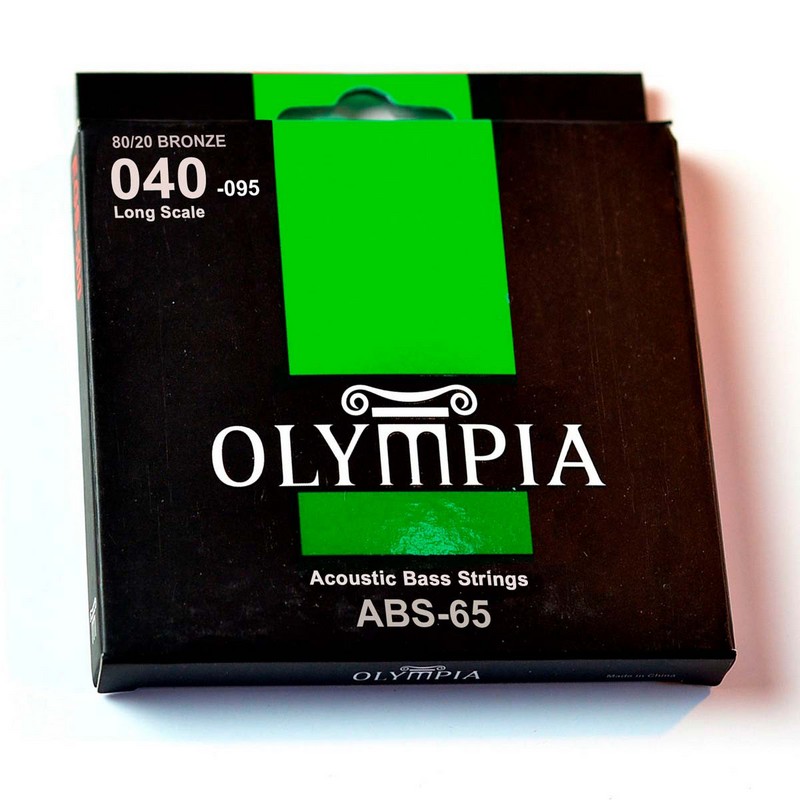 80/20 BRONZE
040 -095
Long Scale
OLYMPIA
Acoustic Bass Strings
ABS-65
OLYMPIA
Made in China